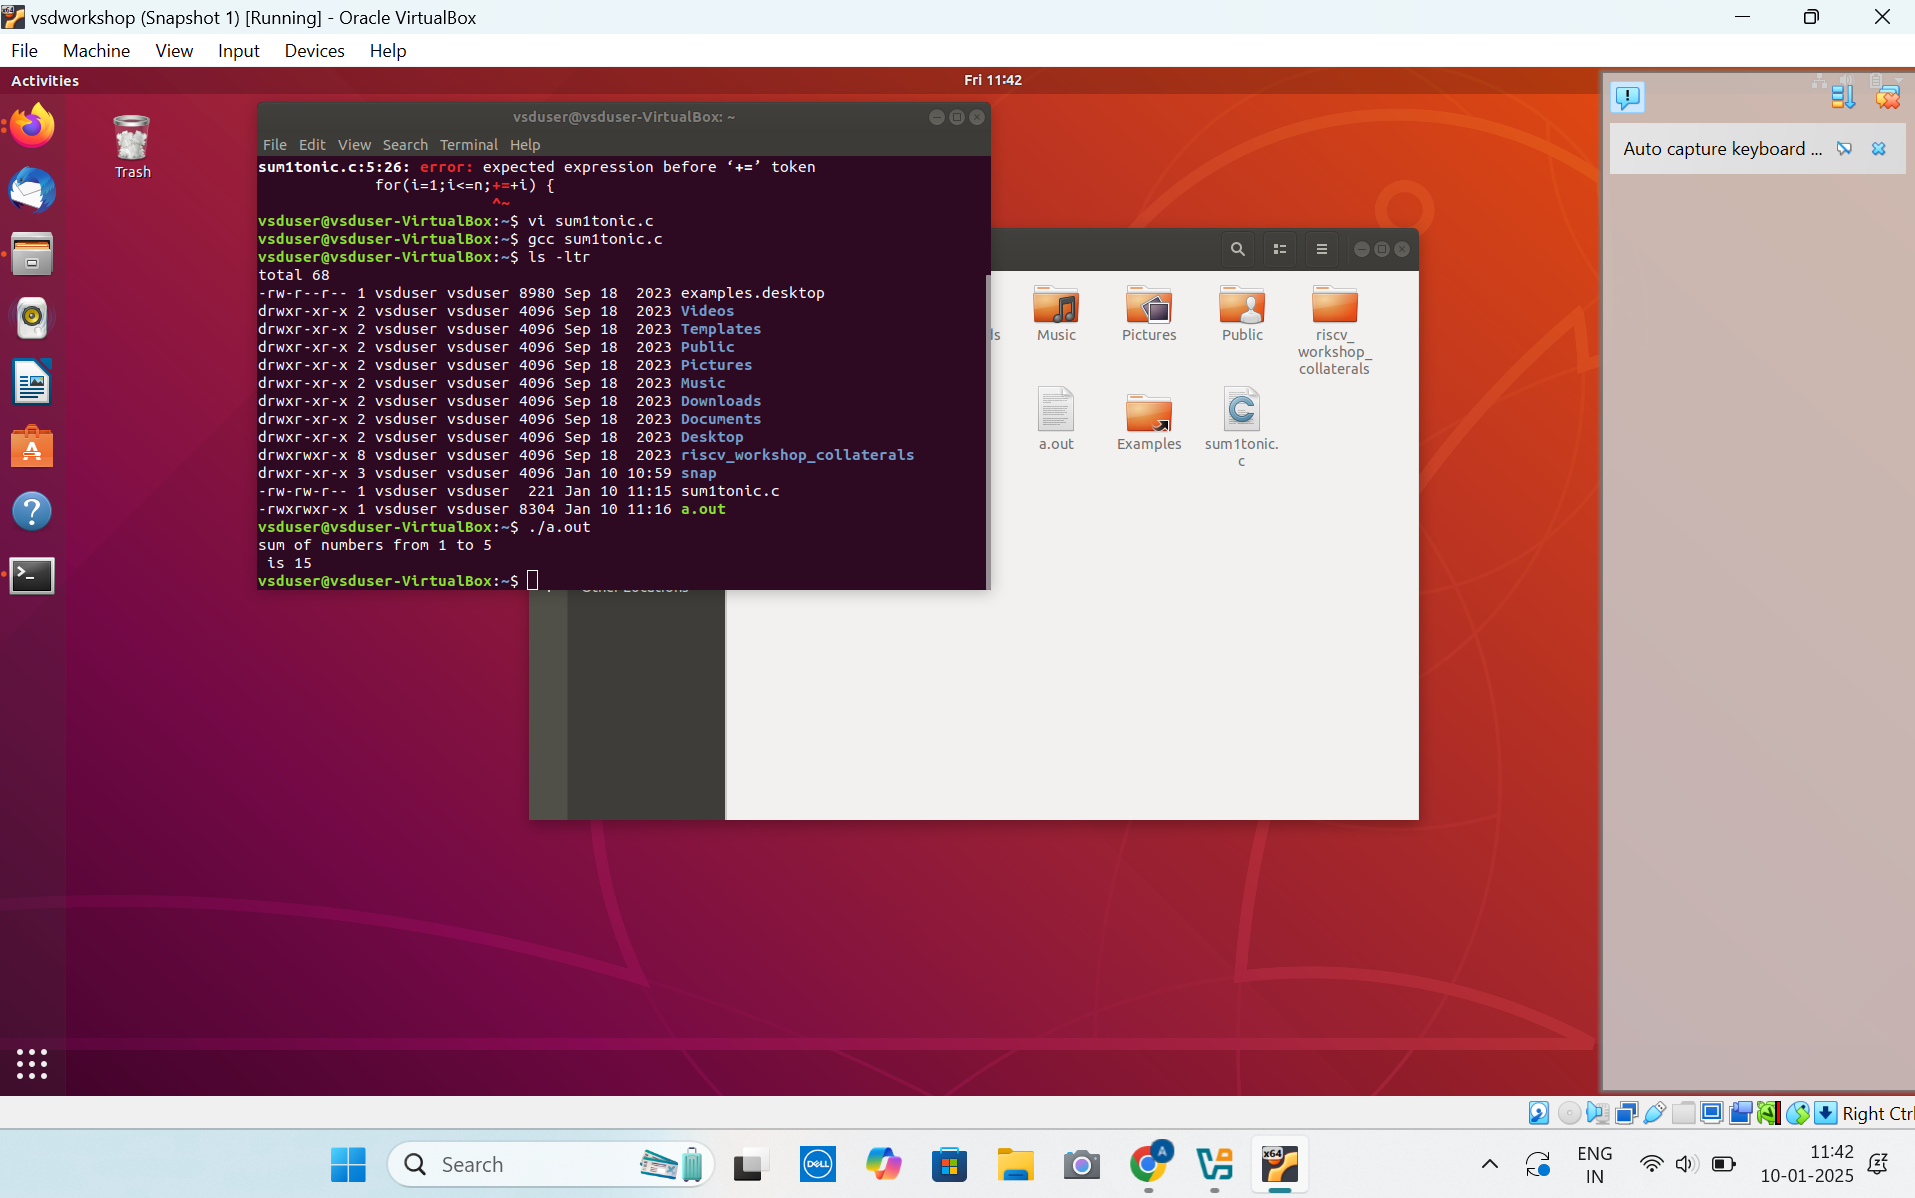 vsdworkshop (Snapshot 1) [Running] - Oracle VirtualBox
File Machine View Input Devices Help
Activities
Fri 11:42
Trash
vsduser@vsduser-VirtualBox: ~
File Edit View Search Terminal Help
sum1tonic.c:5:26: error: expected expression before ‘+=’ token
for(i=1;i<=n;+=+i) {
^~
vsduser@vsduser-VirtualBox:~$ vi sum1tonic.c
vsduser@vsduser-VirtualBox:~$ gcc sum1tonic.c
vsduser@vsduser-VirtualBox:~$ ls -ltr
total 68
-rw-r--r-- 1 vsduser vsduser 8980 Sep 18  2023 examples.desktop
drwxr-xr-x 2 vsduser vsduser 4096 Sep 18  2023 Videos
drwxr-xr-x 2 vsduser vsduser 4096 Sep 18  2023 Templates
drwxr-xr-x 2 vsduser vsduser 4096 Sep 18  2023 Public
drwxr-xr-x 2 vsduser vsduser 4096 Sep 18  2023 Pictures
drwxr-xr-x 2 vsduser vsduser 4096 Sep 18  2023 Music
drwxr-xr-x 2 vsduser vsduser 4096 Sep 18  2023 Downloads
drwxr-xr-x 2 vsduser vsduser 4096 Sep 18  2023 Documents
drwxr-xr-x 2 vsduser vsduser 4096 Sep 18  2023 Desktop
drwxrwxr-x 8 vsduser vsduser 4096 Sep 18  2023 riscv_workshop_collaterals
drwxr-xr-x 3 vsduser vsduser 4096 Jan 10 10:59 snap
-rw-rw-r-- 1 vsduser vsduser  221 Jan 10 11:15 sum1tonic.c
-rwxrwxr-x 1 vsduser vsduser 8304 Jan 10 11:16 a.out
vsduser@vsduser-VirtualBox:~$ ./a.out
sum of numbers from 1 to 5
is 15
vsduser@vsduser-VirtualBox:~$
Music
Pictures
Public
riscv_
workshop_
collaterals
a.out
Examples
sum1tonic.
c
Auto capture keyboard ...
Right Ctrl
Search
DELL
A
x64
ENG
IN
11:42
10-01-2025